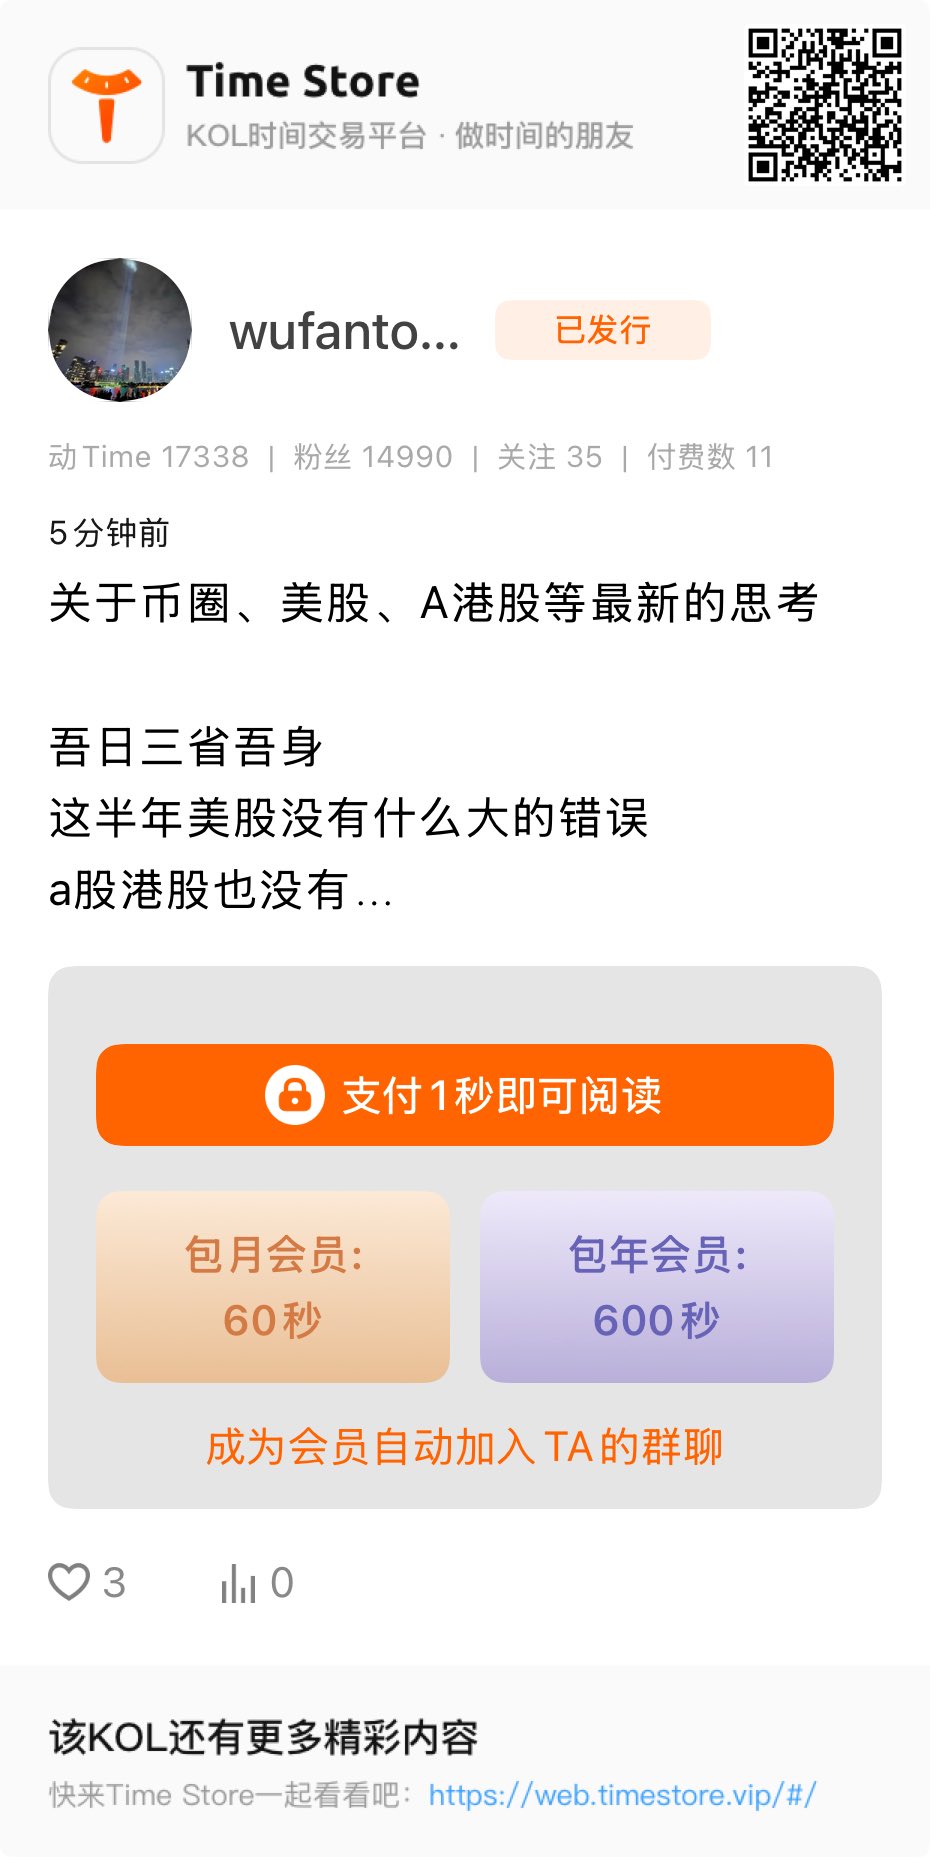 Time Store
KOL时间交易平台 · 做时间的朋友
wufanto...
已发行
动Time 17338 | 粉丝 14990 | 关注 35 | 付费数 11
5分钟前
关于币圈、美股、A港股等最新的思考
吾日三省吾身
这半年美股没有什么大的错误
a股港股也没有...
支付1秒即可阅读
包月会员:
60秒
包年会员:
600秒
成为会员自动加入TA的群聊
3
0
该KOL还有更多精彩内容
快来Time Store一起看看吧：https://web.timestore.vip/#/